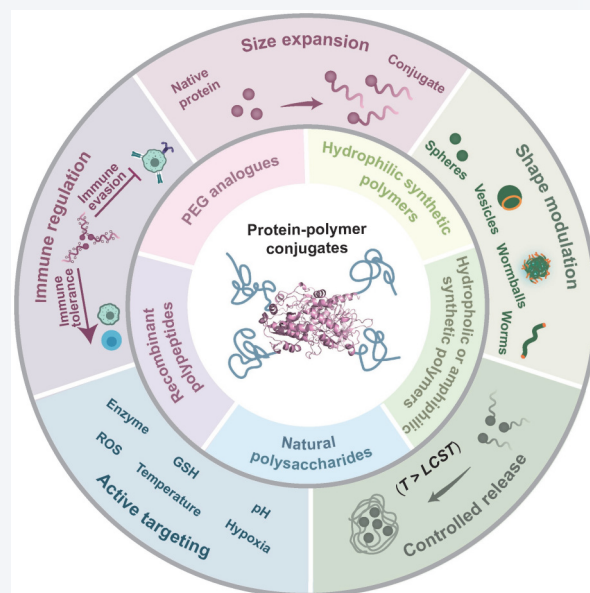 Size expansion
Native
protein
Conjugate
Shape modulation
Spheres
Vesicles
Wormballs
Worms
Controlled release
(T > LCST)
Active targeting
Enzyme
ROS
GSH
Temperature
pH
Hypoxia
Immune regulation
Immune
evasion
Immune
tolerance
PEG analogues
Hydrophilic synthetic
polymers
Hydropholic or amphiphilic
synthetic polymers
Natural
polysaccharides
Recombinant
polypeptides
Protein-polymer
conjugates